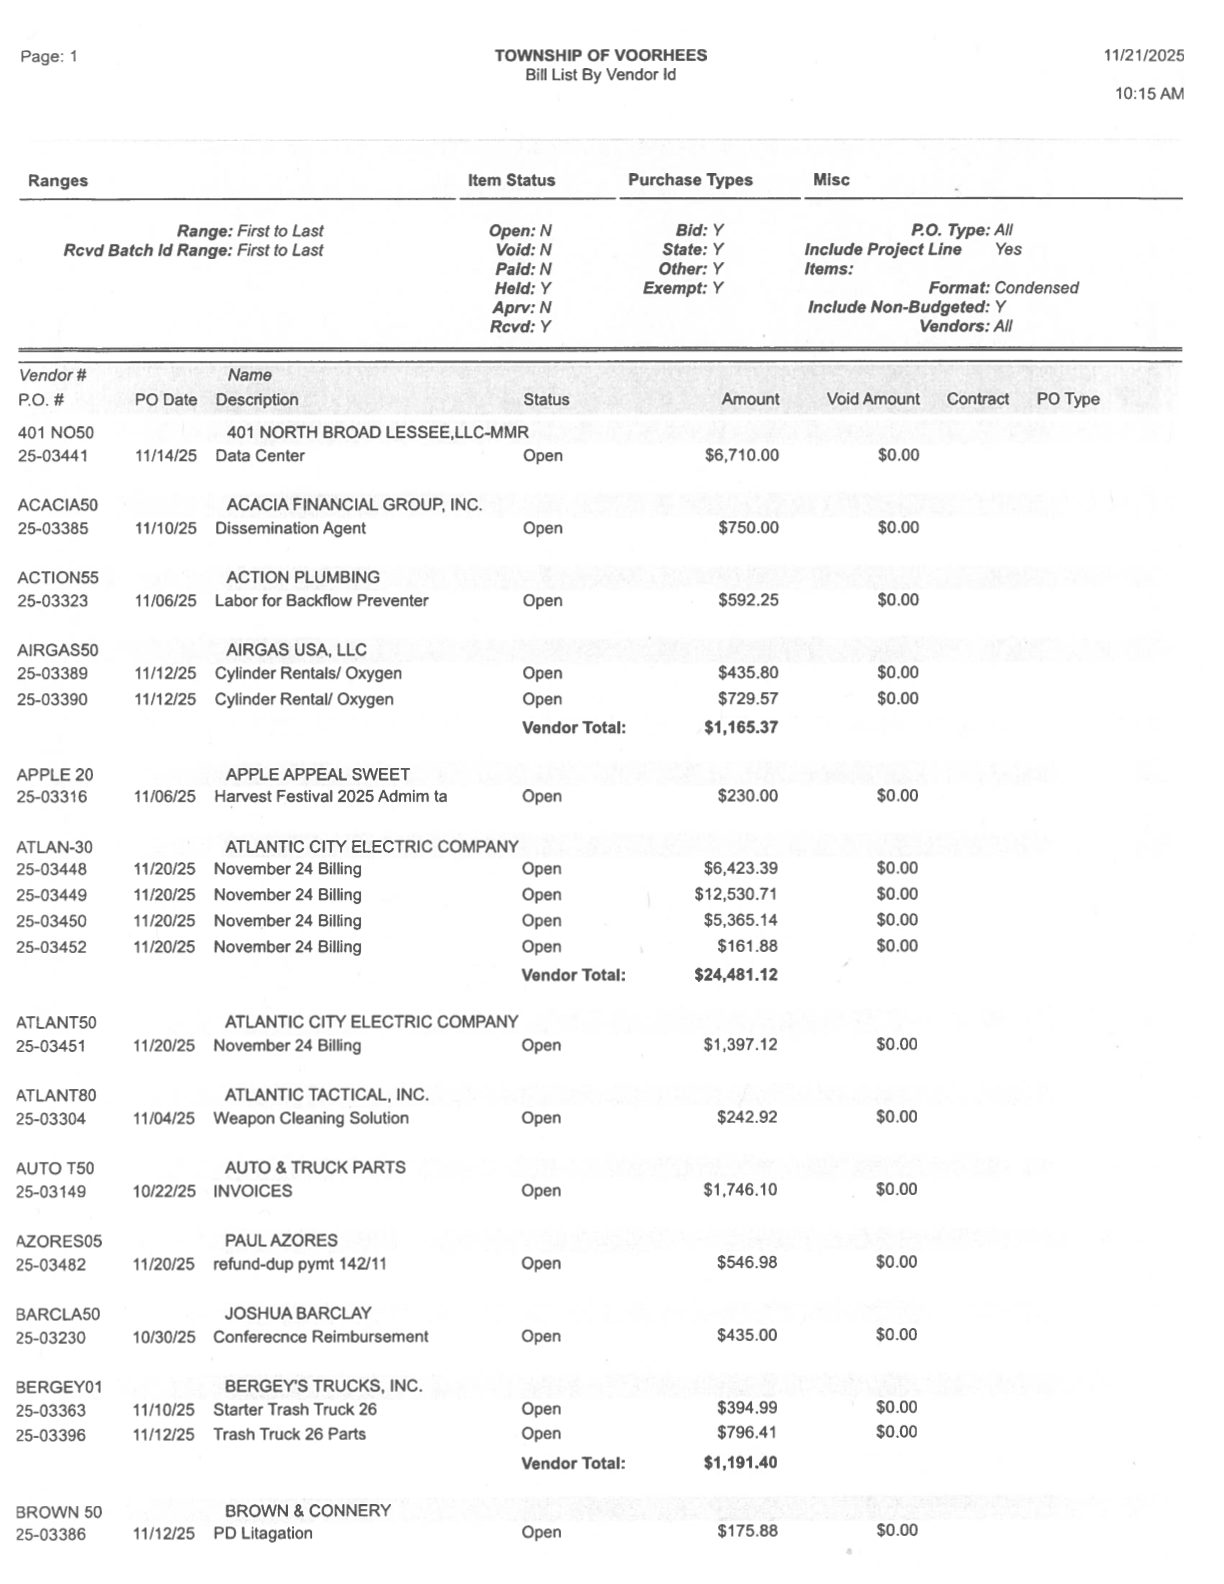 Page: 1 TOWNSHIP OF VOORHEES 11/21/2025
Bill List By Vendor Id
10:15 AM
Ranges Item Status Purchase Types Misc
Range: First to Last Open: N Bid: Y P.O. Type: All
Rcvd Batch Id Range: First to Last Void: N State: Y Include Project Line Yes
Paid: N Other: Y Items:
Held: Y Exempt: Y Format: Condensed
Aprv: N Include Non-Budgeted: Y
Rcvd: Y Vendors: All
Vendor # Name
P.O. # PO Date Description Status Amount Void Amount Contract PO Type
401 NO50 401 NORTH BROAD LESSEE,LLC-MMR
25-03441 11/14/25 Data Center Open $6,710.00 $0.00
ACACIA50 ACACIA FINANCIAL GROUP, INC.
25-03385 11/10/25 Dissemination Agent Open $750.00 $0.00
ACTION55 ACTION PLUMBING
25-03323 11/06/25 Labor for Backflow Preventer Open $592.25 $0.00
AIRGAS50 AIRGAS USA, LLC
25-03389 11/12/25 Cylinder Rentals/ Oxygen Open $435.80 $0.00
25-03390 11/12/25 Cylinder Rental/ Oxygen Open $729.57 $0.00
Vendor Total: $1,165.37
APPLE 20 APPLE APPEAL SWEET
25-03316 11/06/25 Harvest Festival 2025 Admim ta Open $230.00 $0.00
ATLAN-30 ATLANTIC CITY ELECTRIC COMPANY
25-03448 11/20/25 November 24 Billing Open $6,423.39 $0.00
25-03449 11/20/25 November 24 Billing Open $12,530.71 $0.00
25-03450 11/20/25 November 24 Billing Open $5,365.14 $0.00
25-03452 11/20/25 November 24 Billing Open $161.88 $0.00
Vendor Total: $24,481.12
ATLANT50 ATLANTIC CITY ELECTRIC COMPANY
25-03451 11/20/25 November 24 Billing Open $1,397.12 $0.00
ATLANT80 ATLANTIC TACTICAL, INC.
25-03304 11/04/25 Weapon Cleaning Solution Open $242.92 $0.00
AUTO T50 AUTO & TRUCK PARTS
25-03149 10/22/25 INVOICES Open $1,746.10 $0.00
AZORES05 PAUL AZORES
25-03482 11/20/25 refund-dup pymt 142/11 Open $546.98 $0.00
BARCLA50 JOSHUA BARCLAY
25-03230 10/30/25 Conferecnce Reimbursement Open $435.00 $0.00
BERGEY01 BERGEY'S TRUCKS, INC.
25-03363 11/10/25 Starter Trash Truck 26 Open $394.99 $0.00
25-03396 11/12/25 Trash Truck 26 Parts Open $796.41 $0.00
Vendor Total: $1,191.40
BROWN 50 BROWN & CONNERY
25-03386 11/12/25 PD Litagation Open $175.88 $0.00